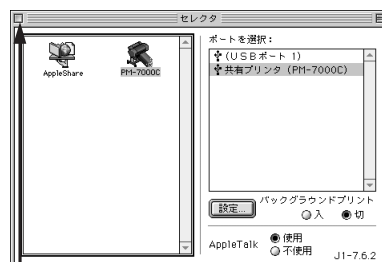 セレクタ
AppleShare
PM-7000C
ポートを選択：
(USBポート 1)
共有プリンタ (PM-7000C)
設定...
バックグラウンドプリント
入 切
AppleTalk
使用
不使用
J1-7.6.2